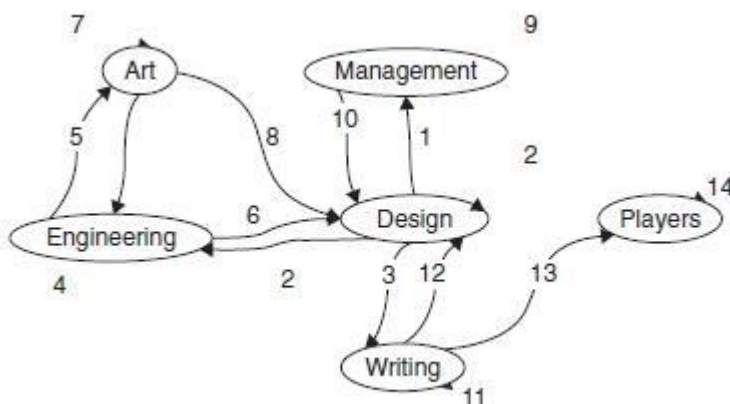 7
9
Art
Management
5
8
10
1
2
14
6
Design
Players
Engineering
4
2
3
12
13
Writing
11